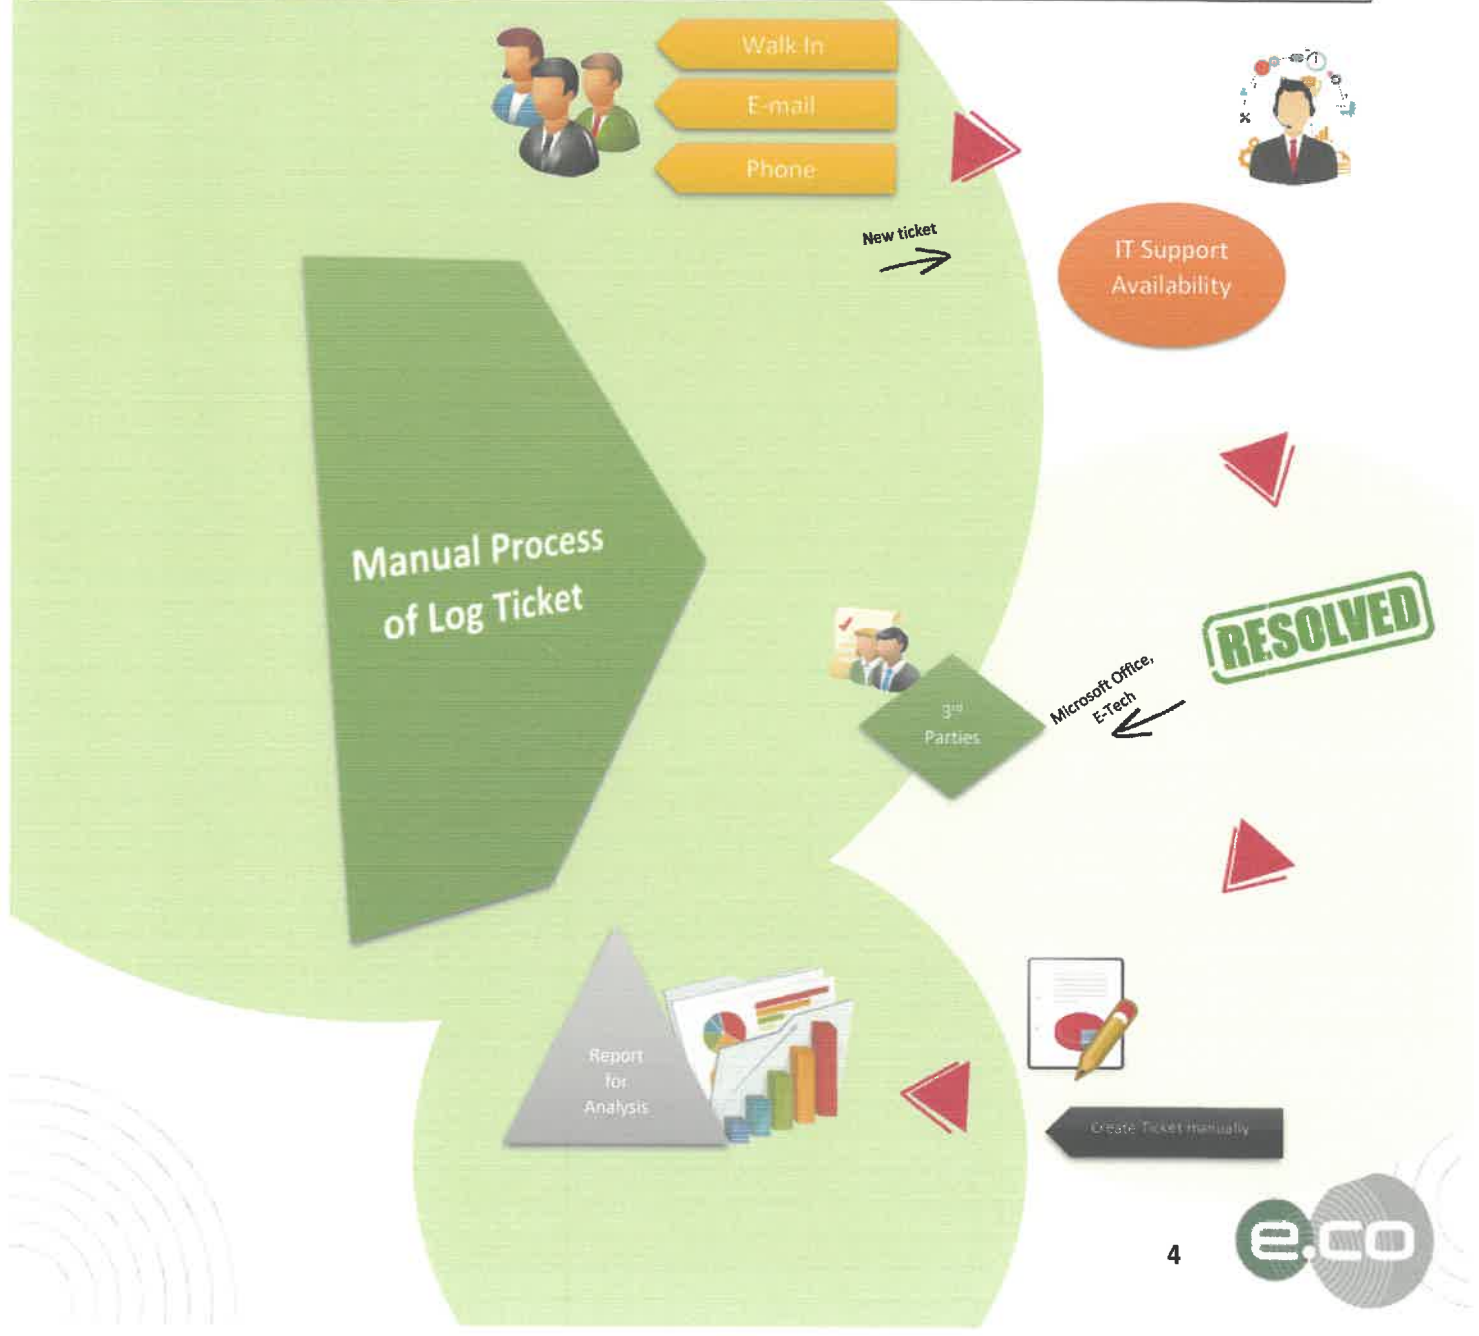 Walk In
E-mail
Phone
New ticket
IT Support
Availability
Manual Process
of Log Ticket
RESOLVED
3rd
Parties
Microsoft Office,
E-Tech
Report
for
Analysis
Create Ticket manually
4
e.co